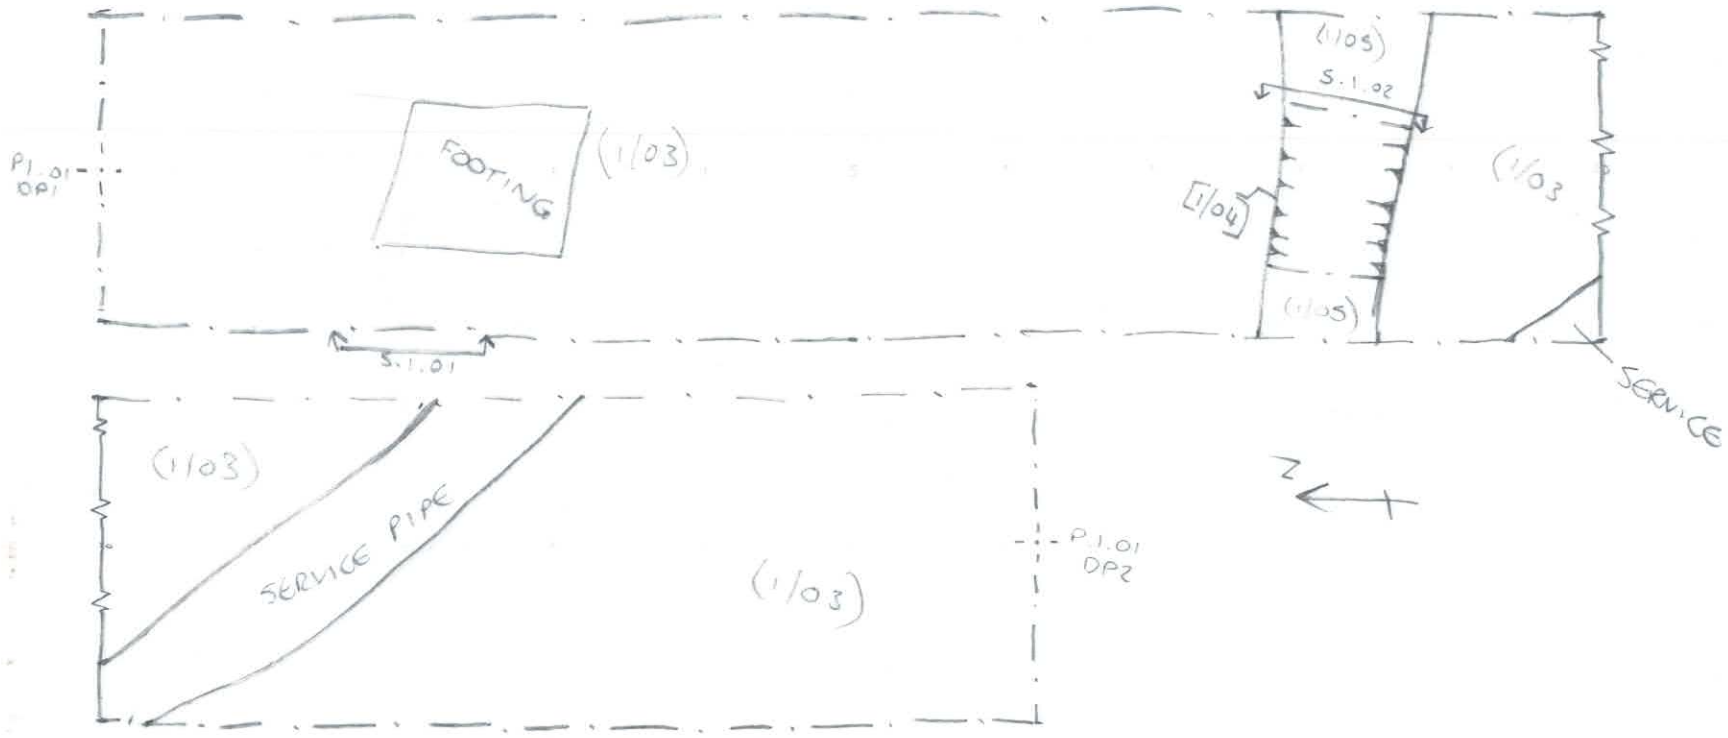 (1/05)
S.1.02
P1.01
DP1
FOOTING
(1/03)
(1/03
[1/04]
(1/05)
S.1.01
SERVICE
(1/03)
SERVICE PIPE
(1/03)
P.1.01
DP2
N